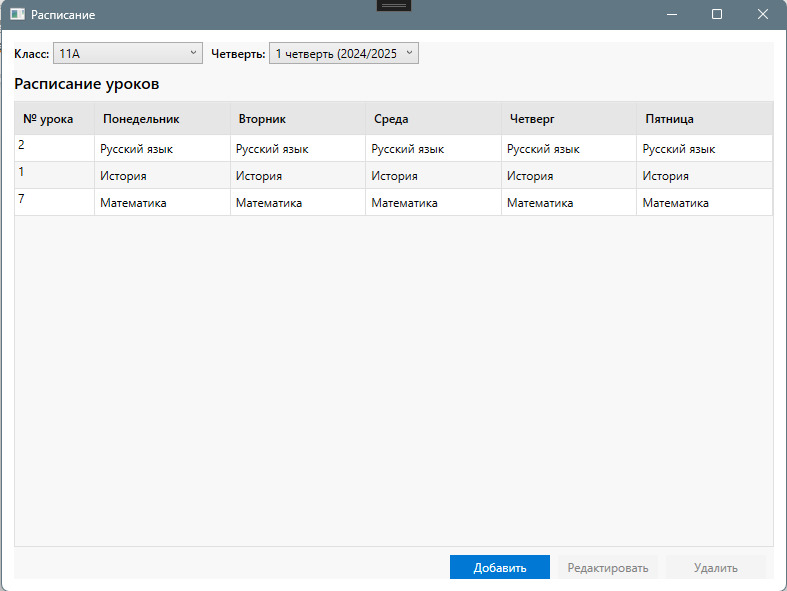 Расписание
Класс: 11А Четверть: 1 четверть (2024/2025
Расписание уроков
№ урока Понедельник Вторник Среда Четверг Пятница
2 Русский язык Русский язык Русский язык Русский язык Русский язык
1 История История История История История
7 Математика Математика Математика Математика Математика
Добавить Редактировать Удалить